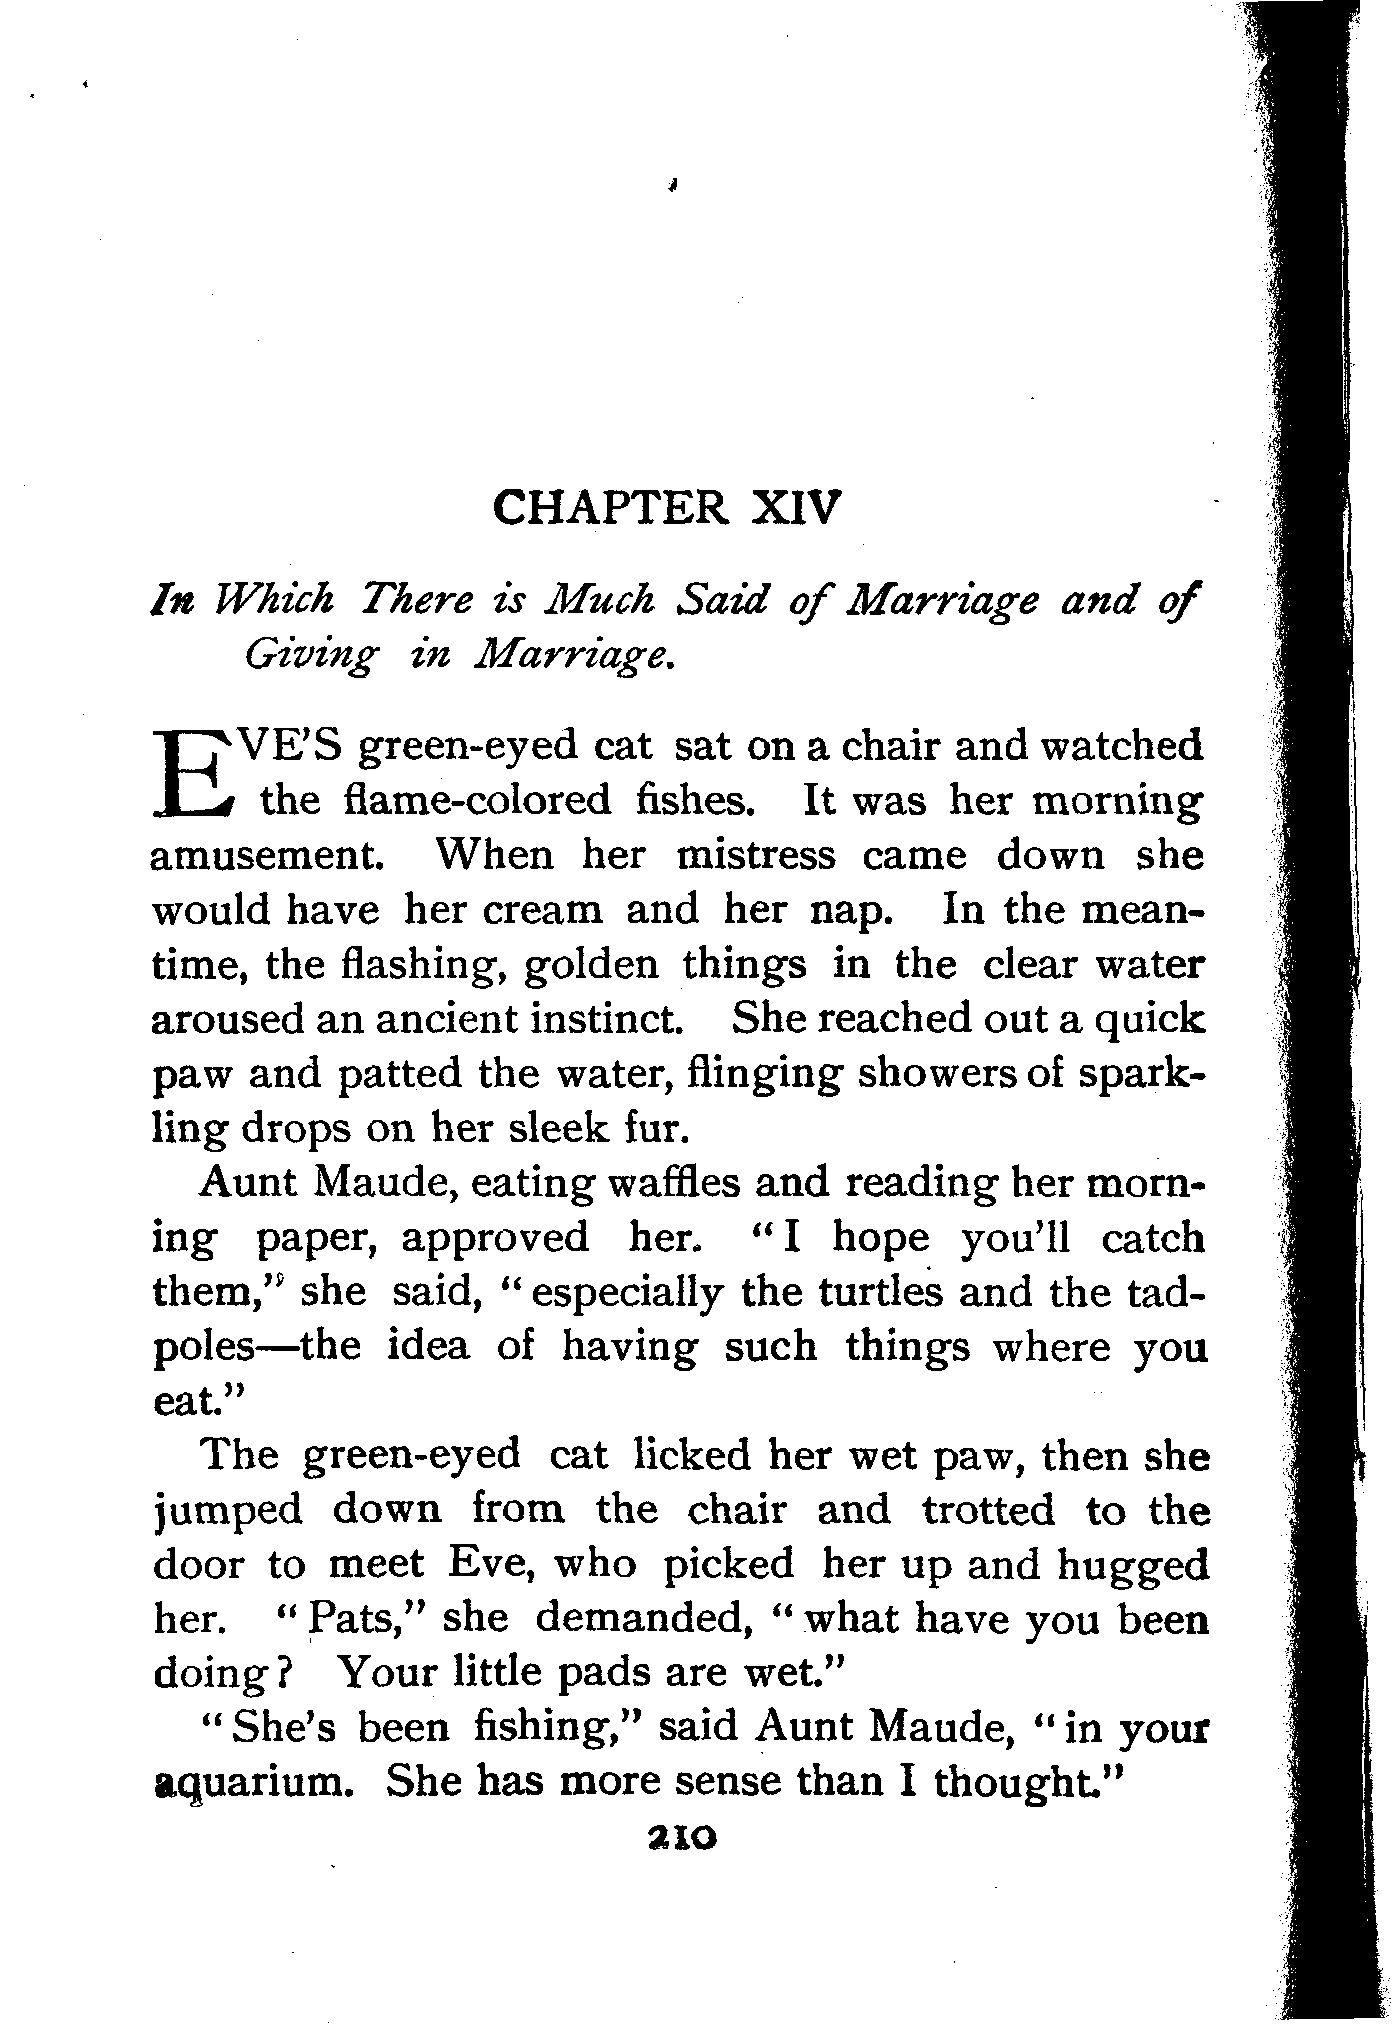 CHAPTER XIV
In Which There is Much Said of Marriage and of
Giving in Marriage.
EVE'S green-eyed cat sat on a chair and watched
the flame-colored fishes. It was her morning
amusement. When her mistress came down she
would have her cream and her nap. In the mean-
time, the flashing, golden things in the clear water
aroused an ancient instinct. She reached out a quick
paw and patted the water, flinging showers of spark-
ling drops on her sleek fur.
Aunt Maude, eating waffles and reading her morn-
ing paper, approved her. "I hope you'll catch
them," she said, "especially the turtles and the tad-
poles—the idea of having such things where you
eat."
The green-eyed cat licked her wet paw, then she
jumped down from the chair and trotted to the
door to meet Eve, who picked her up and hugged
her. "Pats," she demanded, "what have you been
doing? Your little pads are wet."
"She's been fishing," said Aunt Maude, "in your
aquarium. She has more sense than I thought."
210